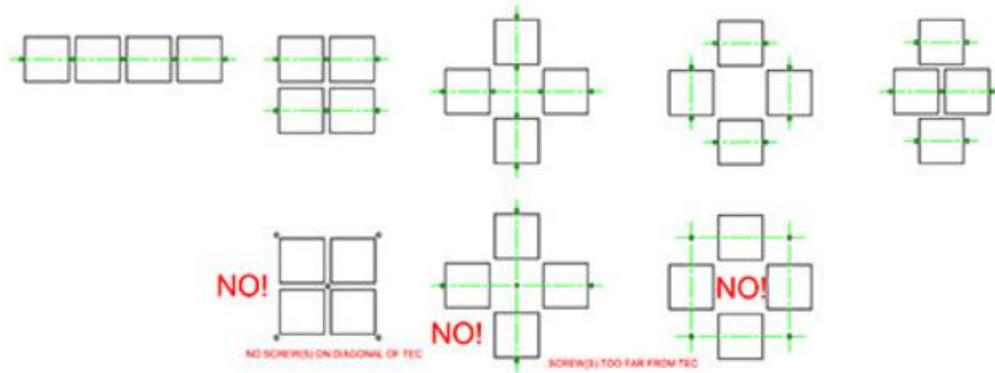 NO!
NO!
NO!
NO SCREW(S) ON DIAGONAL OF TEC
SCREW(S) TOO FAR FROM TEC